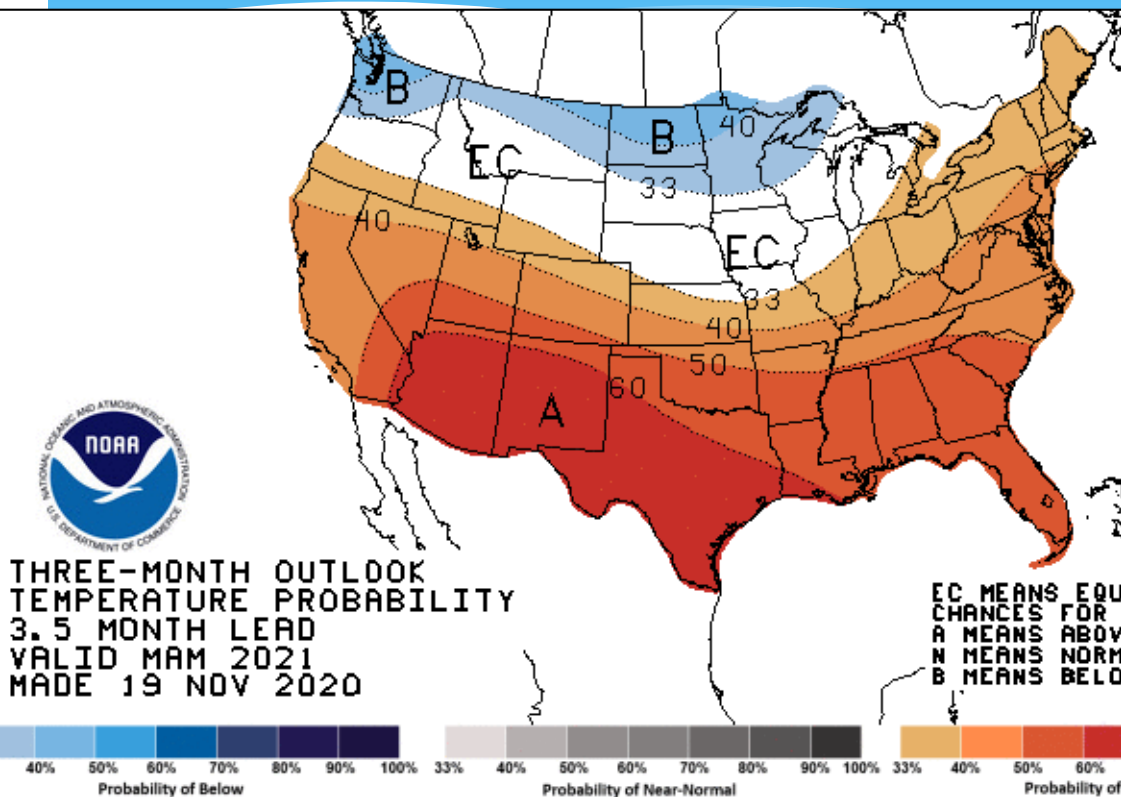 B
B
40
EC
33
40
EC
33
40
50
60
A
NATIONAL OCEANIC AND ATMOSPHERIC ADMINISTRATION
NOAA
U.S. DEPARTMENT OF COMMERCE
THREE-MONTH OUTLOOK
TEMPERATURE PROBABILITY
3.5 MONTH LEAD
VALID MAM 2021
MADE 19 NOV 2020
EC MEANS EQU
CHANCES FOR
A MEANS ABOV
N MEANS NORM
B MEANS BELO
40% 50% 60% 70% 80% 90% 100% 33% 40% 50% 60% 70% 80% 90% 100% 33% 40% 50% 60%
Probability of Below Probability of Near-Normal Probability of